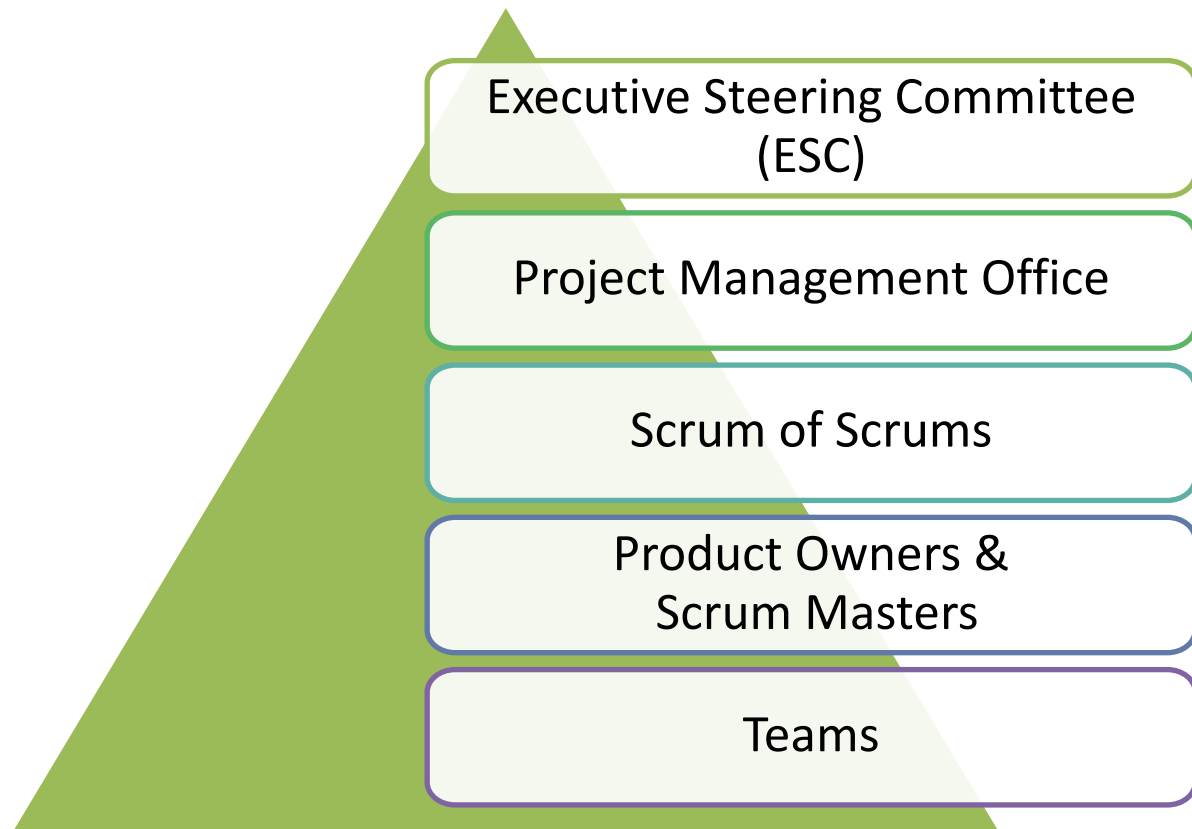 Executive Steering Committee
(ESC)
Project Management Office
Scrum of Scrums
Product Owners &
Scrum Masters
Teams